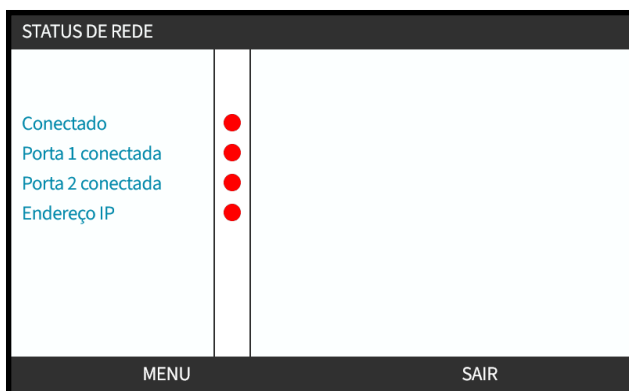 STATUS DE REDE
Conectado
Porta 1 conectada
Porta 2 conectada
Endereço IP
MENU
SAIR